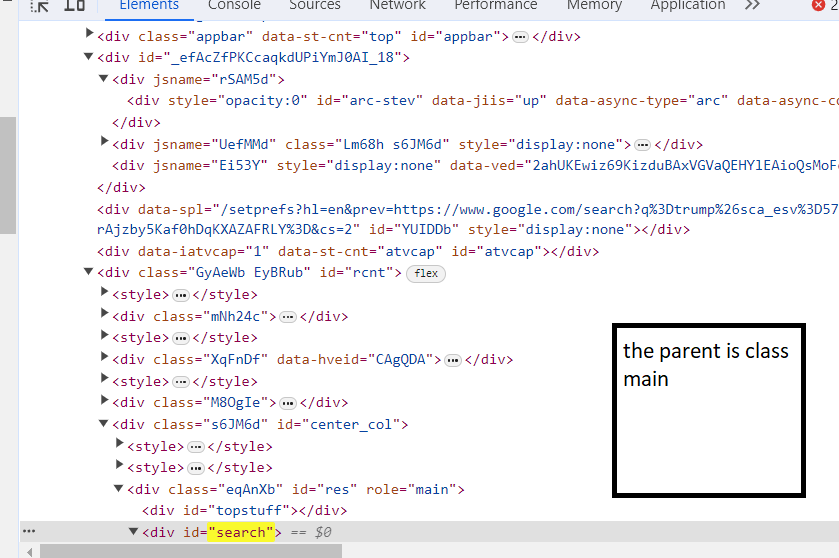 Elements Console Sources Network Performance Memory Application 2
<div class="appbar" data-st-cnt="top" id="appbar"> … </div>
<div id="_efAcZfPKCcaqkdUPiYmJ0AI_18">
<div jsname="rSAM5d">
<div style="opacity:0" id="arc-stev" data-jiis="up" data-async-type="arc" data-async-co
</div>
<div jsname="UefMMd" class="Lm68h s6JM6d" style="display:none"> … </div>
<div jsname="Ei53Y" style="display:none" data-ved="2ahUKEwiz69KizduBAxVGVaQEHYlEAioQsMoF
</div>
<div data-spl="/setprefs?hl=en&prev=https://www.google.com/search?q%3Dtrump%26sca_esv%3D57
rAjzby5Kaf0hDqKXAZAFRLY%3D&cs=2" id="YUIDDb" style="display:none"></div>
<div data-iatvcap="1" data-st-cnt="atvcap" id="atvcap"></div>
<div class="GyAeWb EyBRub" id="rcnt"> flex
<style> … </style>
<div class="mNh24c"> … </div>
<style> … </style>
<div class="XqFnDf" data-hveid="CAgQDA"> … </div>
<style> … </style>
<div class="M8OgIe"> … </div>
<div class="s6JM6d" id="center_col">
<style> … </style>
<style> … </style>
<div class="eqAnXb" id="res" role="main">
<div id="topstuff"></div>
… <div id="search"> == $0
the parent is class
main